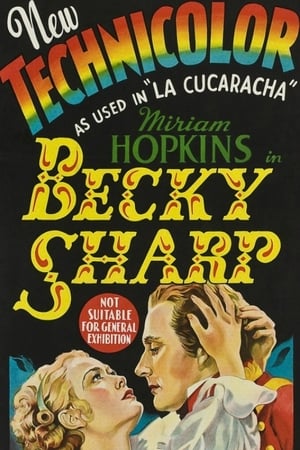 New
TECHNICOLOR
AS USED IN "LA CUCARACHA"
Miriam
HOPKINS in
BECKY
SHARP
NOT
SUITABLE
FOR GENERAL
EXHIBITION